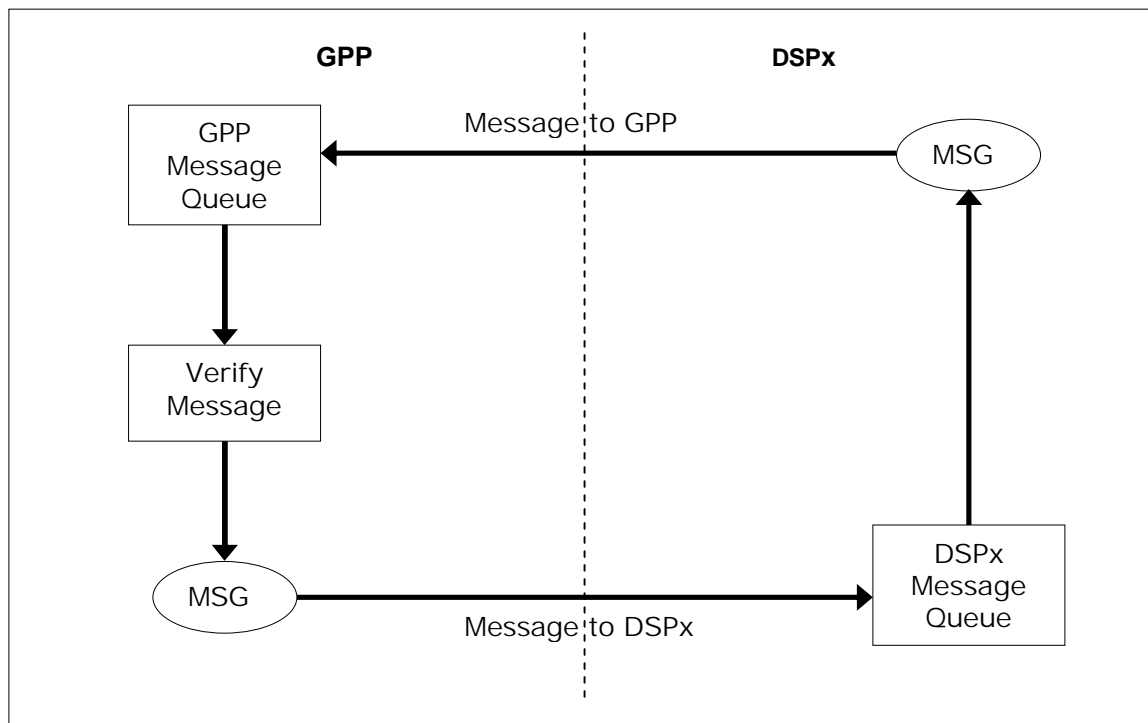 GPP
DSPx
Message to GPP
GPP
Message
Queue
MSG
Verify
Message
MSG
Message to DSPx
DSPx
Message
Queue